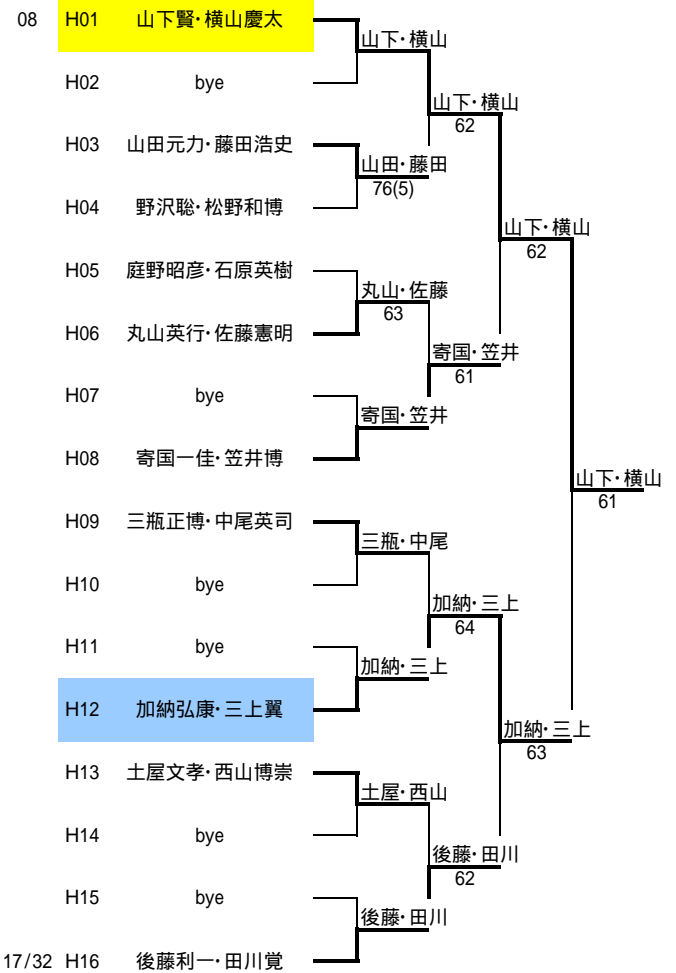 08 H01 山下賢・横山慶太
山下・横山
H02 bye
山下・横山
62
H03 山田元力・藤田浩史
山田・藤田
76(5)
H04 野沢聡・松野和博
山下・横山
62
H05 庭野昭彦・石原英樹
丸山・佐藤
63
H06 丸山英行・佐藤憲明
寄国・笠井
61
H07 bye
寄国・笠井
H08 寄国一佳・笠井博
山下・横山
61
H09 三瓶正博・中尾英司
三瓶・中尾
H10 bye
加納・三上
64
H11 bye
加納・三上
H12 加納弘康・三上翼
加納・三上
63
H13 土屋文孝・西山博崇
土屋・西山
H14 bye
後藤・田川
62
H15 bye
後藤・田川
17/32 H16 後藤利一・田川覚